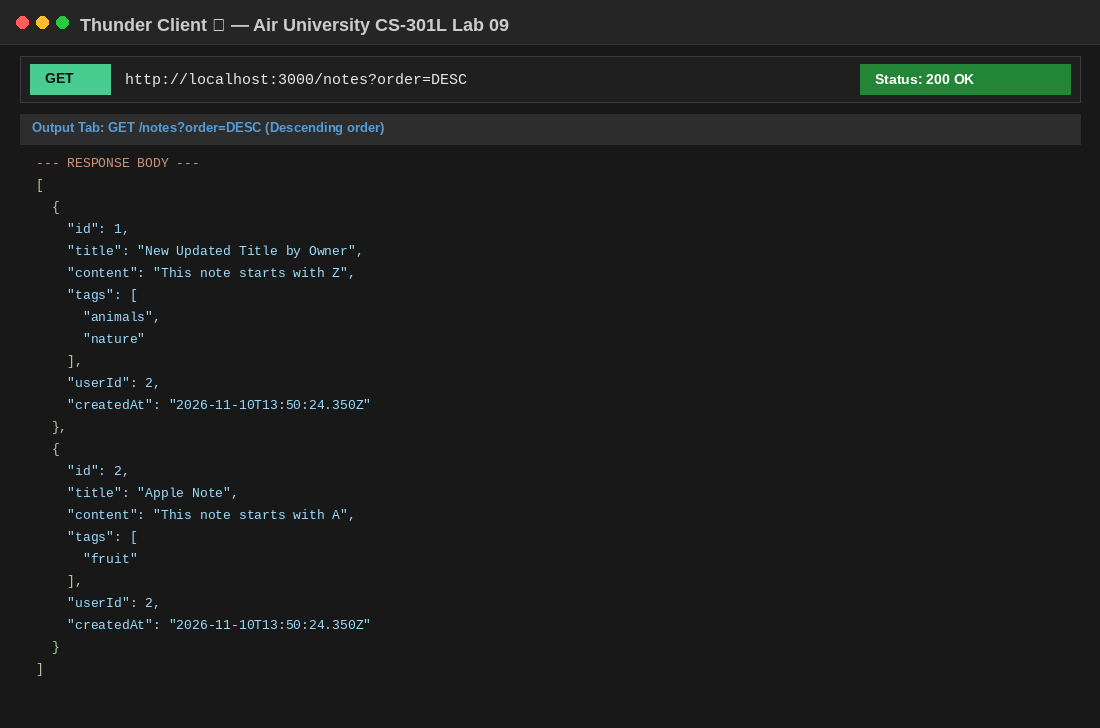 Thunder Client — Air University CS-301L Lab 09
GET
http://localhost:3000/notes?order=DESC
Status: 200 OK
Output Tab: GET /notes?order=DESC (Descending order)
--- RESPONSE BODY ---
[
  {
    "id": 1,
    "title": "New Updated Title by Owner",
    "content": "This note starts with Z",
    "tags": [
      "animals",
      "nature"
    ],
    "userId": 2,
    "createdAt": "2026-11-10T13:50:24.350Z"
  },
  {
    "id": 2,
    "title": "Apple Note",
    "content": "This note starts with A",
    "tags": [
      "fruit"
    ],
    "userId": 2,
    "createdAt": "2026-11-10T13:50:24.350Z"
  }
]